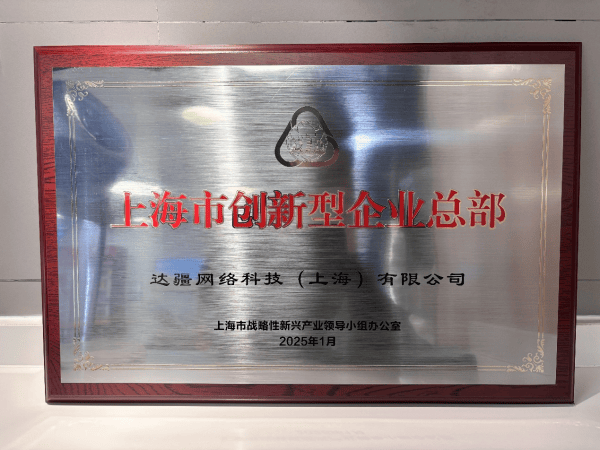 上海市创新型企业总部
达疆网络科技（上海）有限公司
上海市战略性新兴产业领导小组办公室
2025年1月